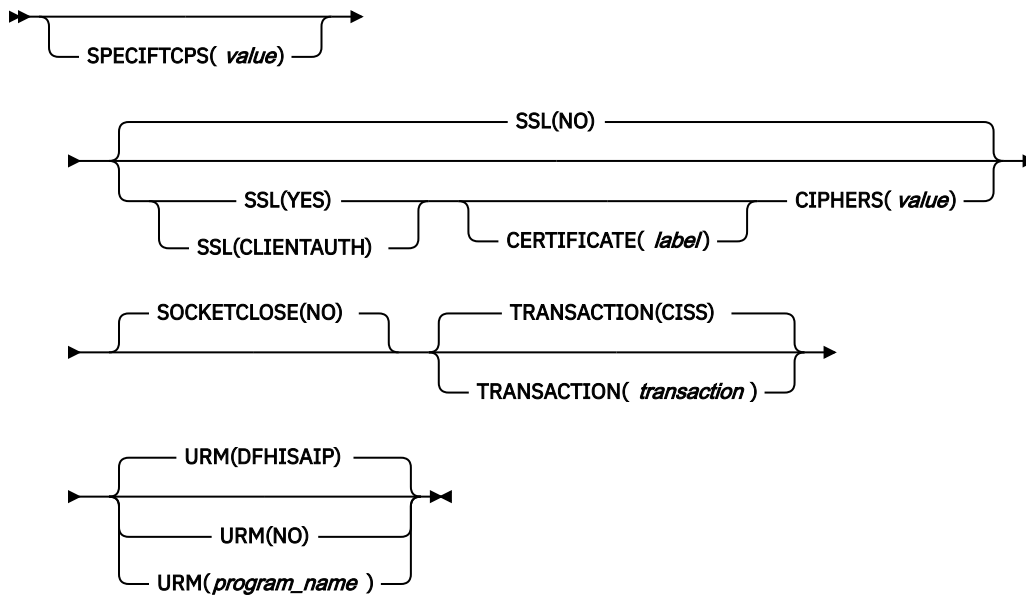 SPECIFTCPS( value)
SSL(NO)
SSL(YES)
CIPHERS( value)
SSL(CLIENTAUTH)
CERTIFICATE( label)
SOCKETCLOSE(NO)
TRANSACTION(CISS)
TRANSACTION( transaction )
URM(DFHISAIP)
URM(NO)
URM(program_name )